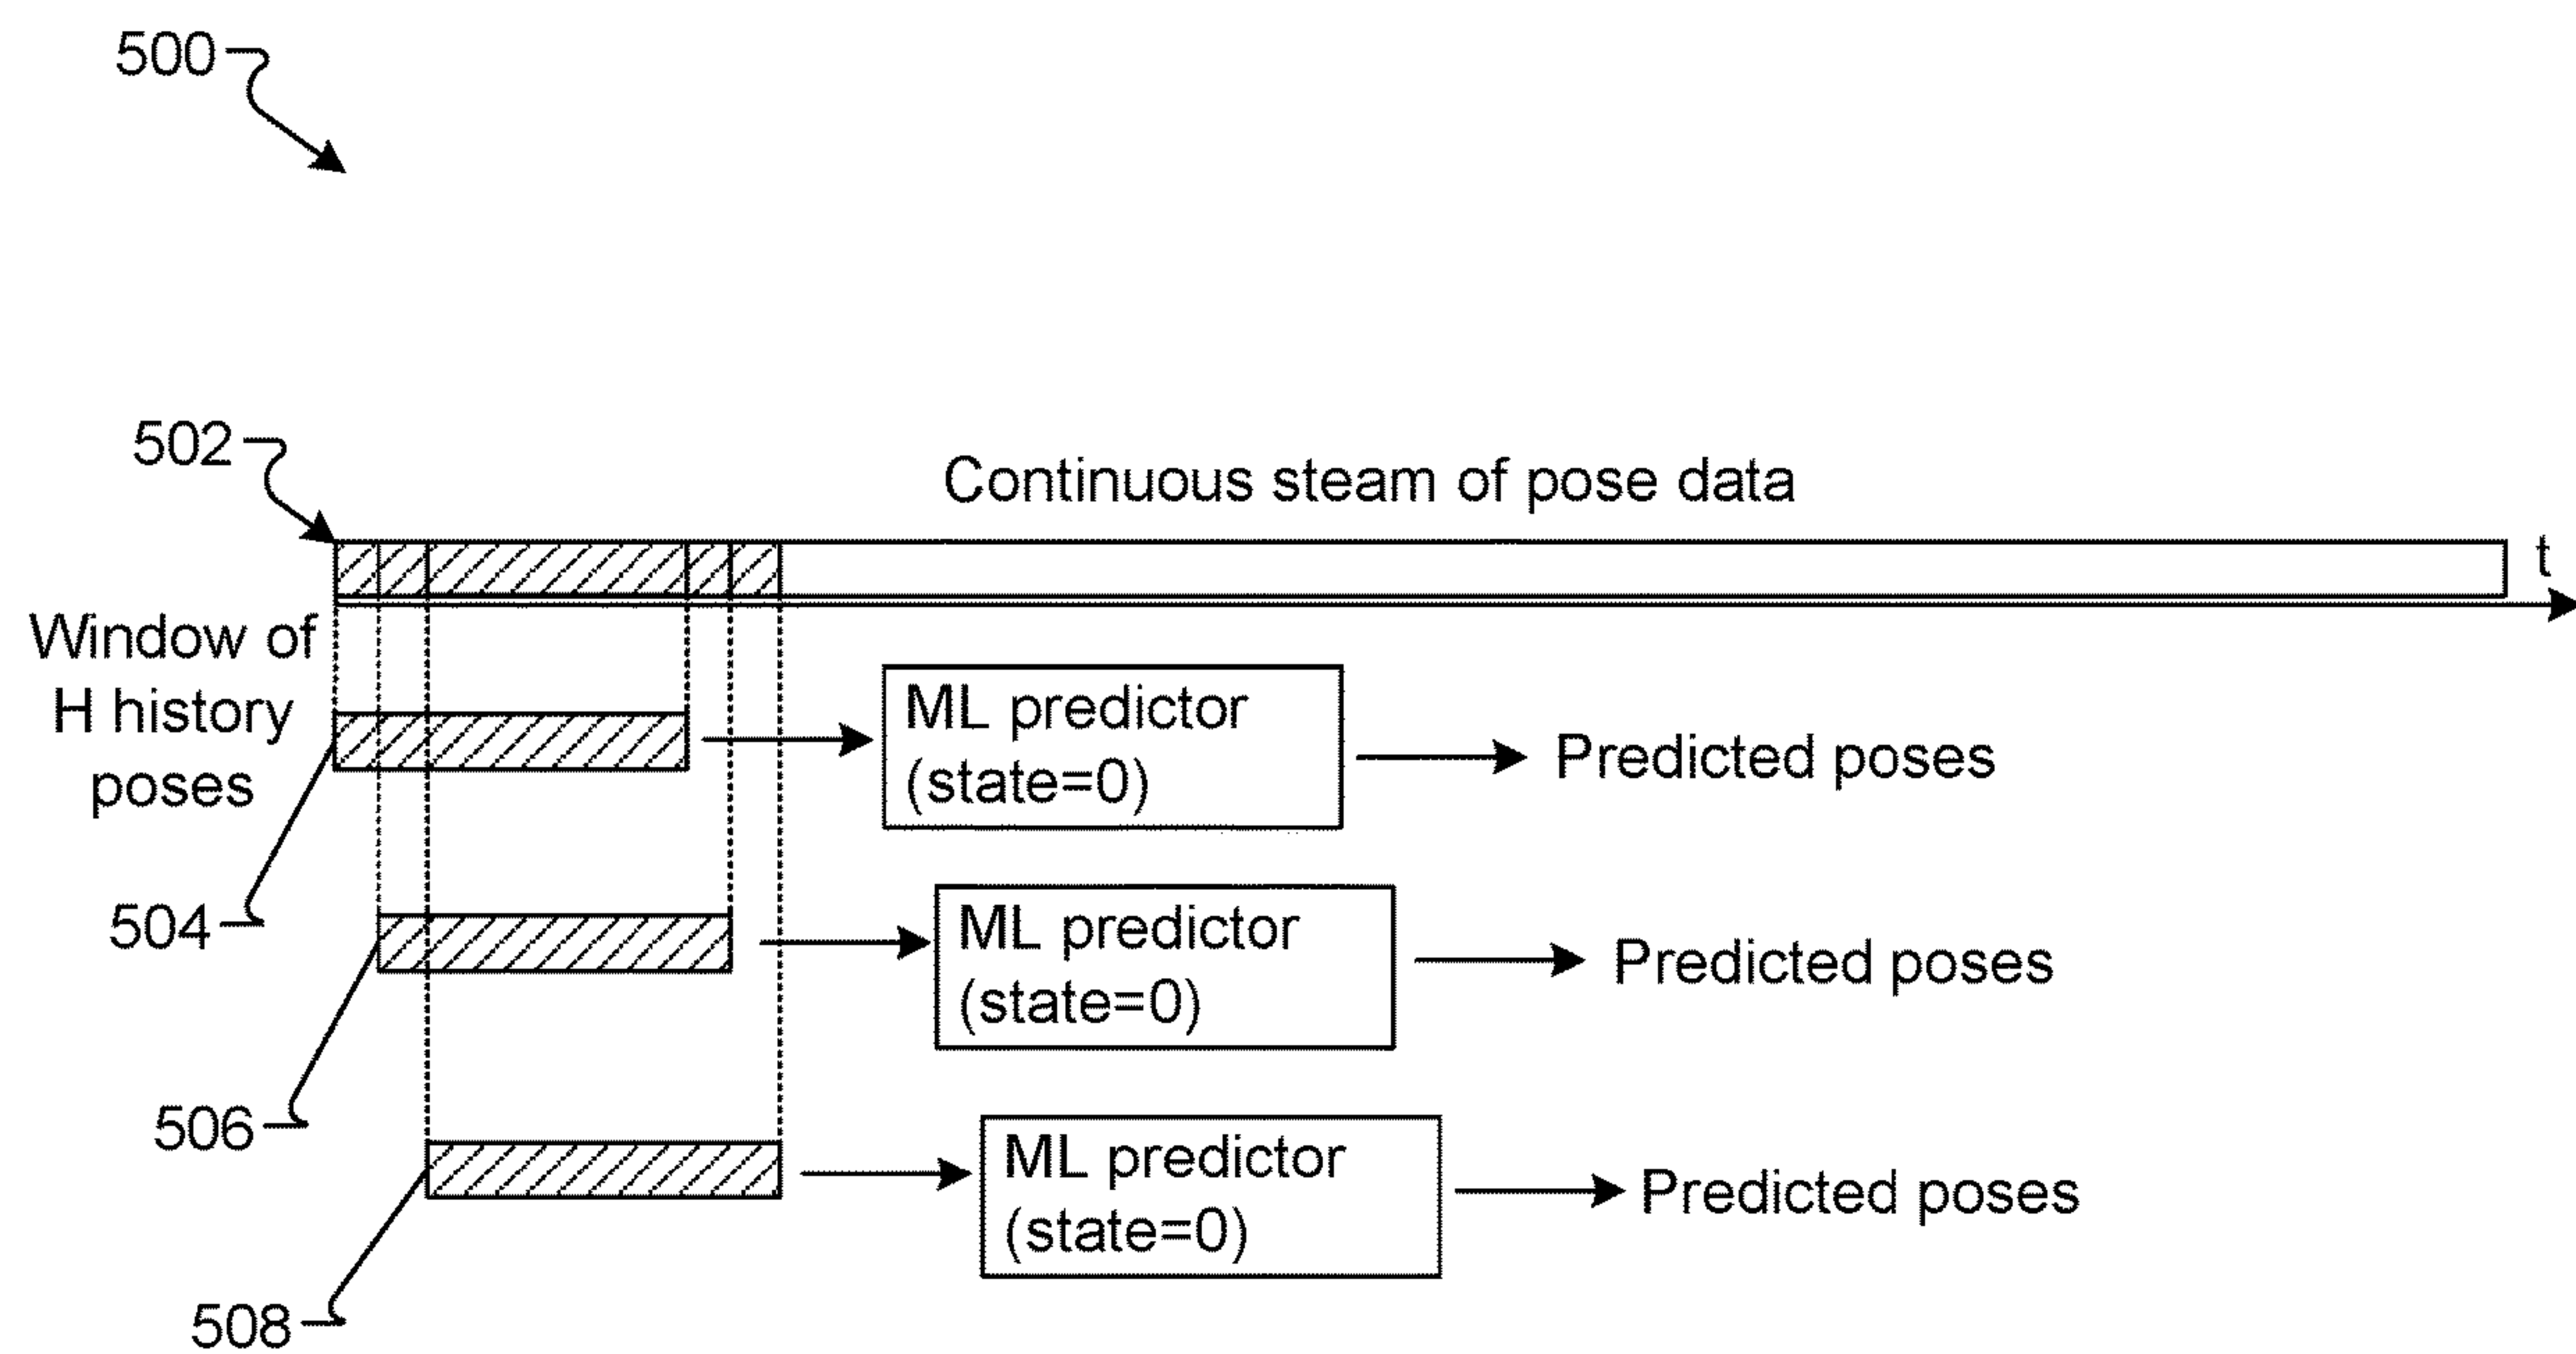 500
502
Continuous steam of pose data
t
Window of
H history
poses
ML predictor
(state=0)
Predicted poses
504
ML predictor
(state=0)
Predicted poses
506
ML predictor
(state=0)
Predicted poses
508